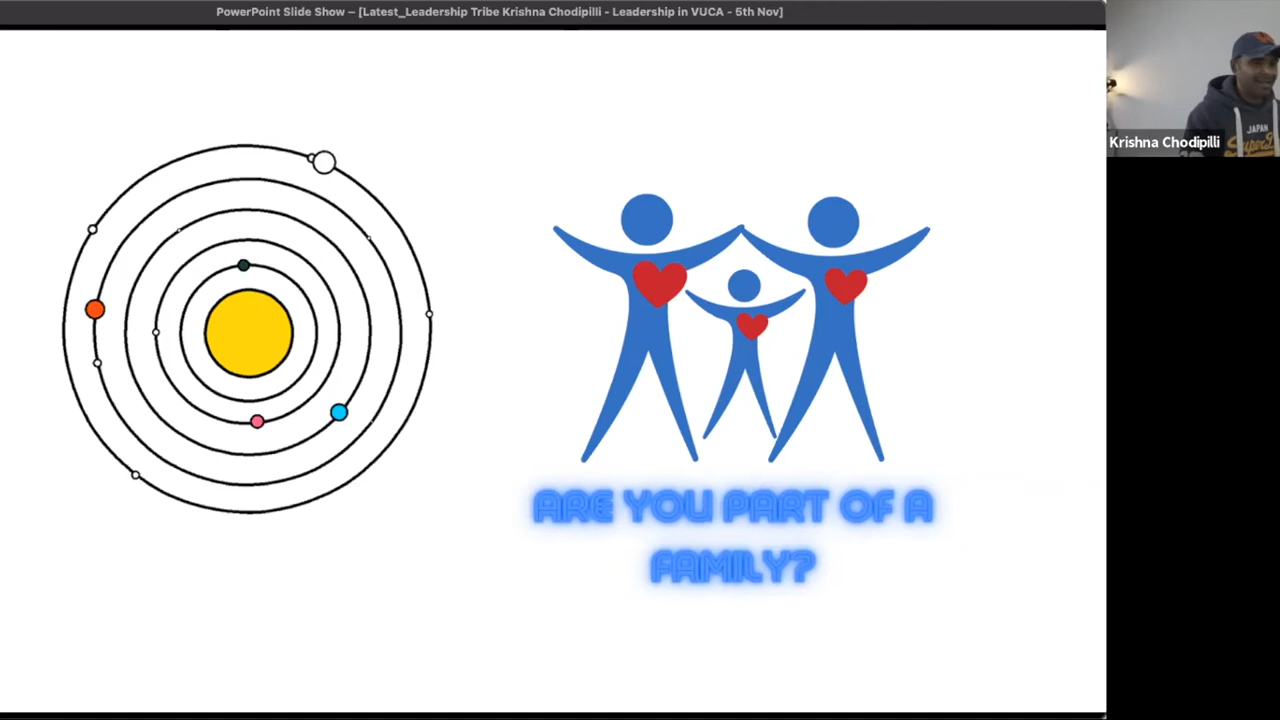 PowerPoint Slide Show – [Latest_Leadership Tribe Krishna Chodipilli - Leadership in VUCA - 5th Nov]
JAPAN
Krishna Chodipilli
ARE YOU PART OF A
FAMILY?